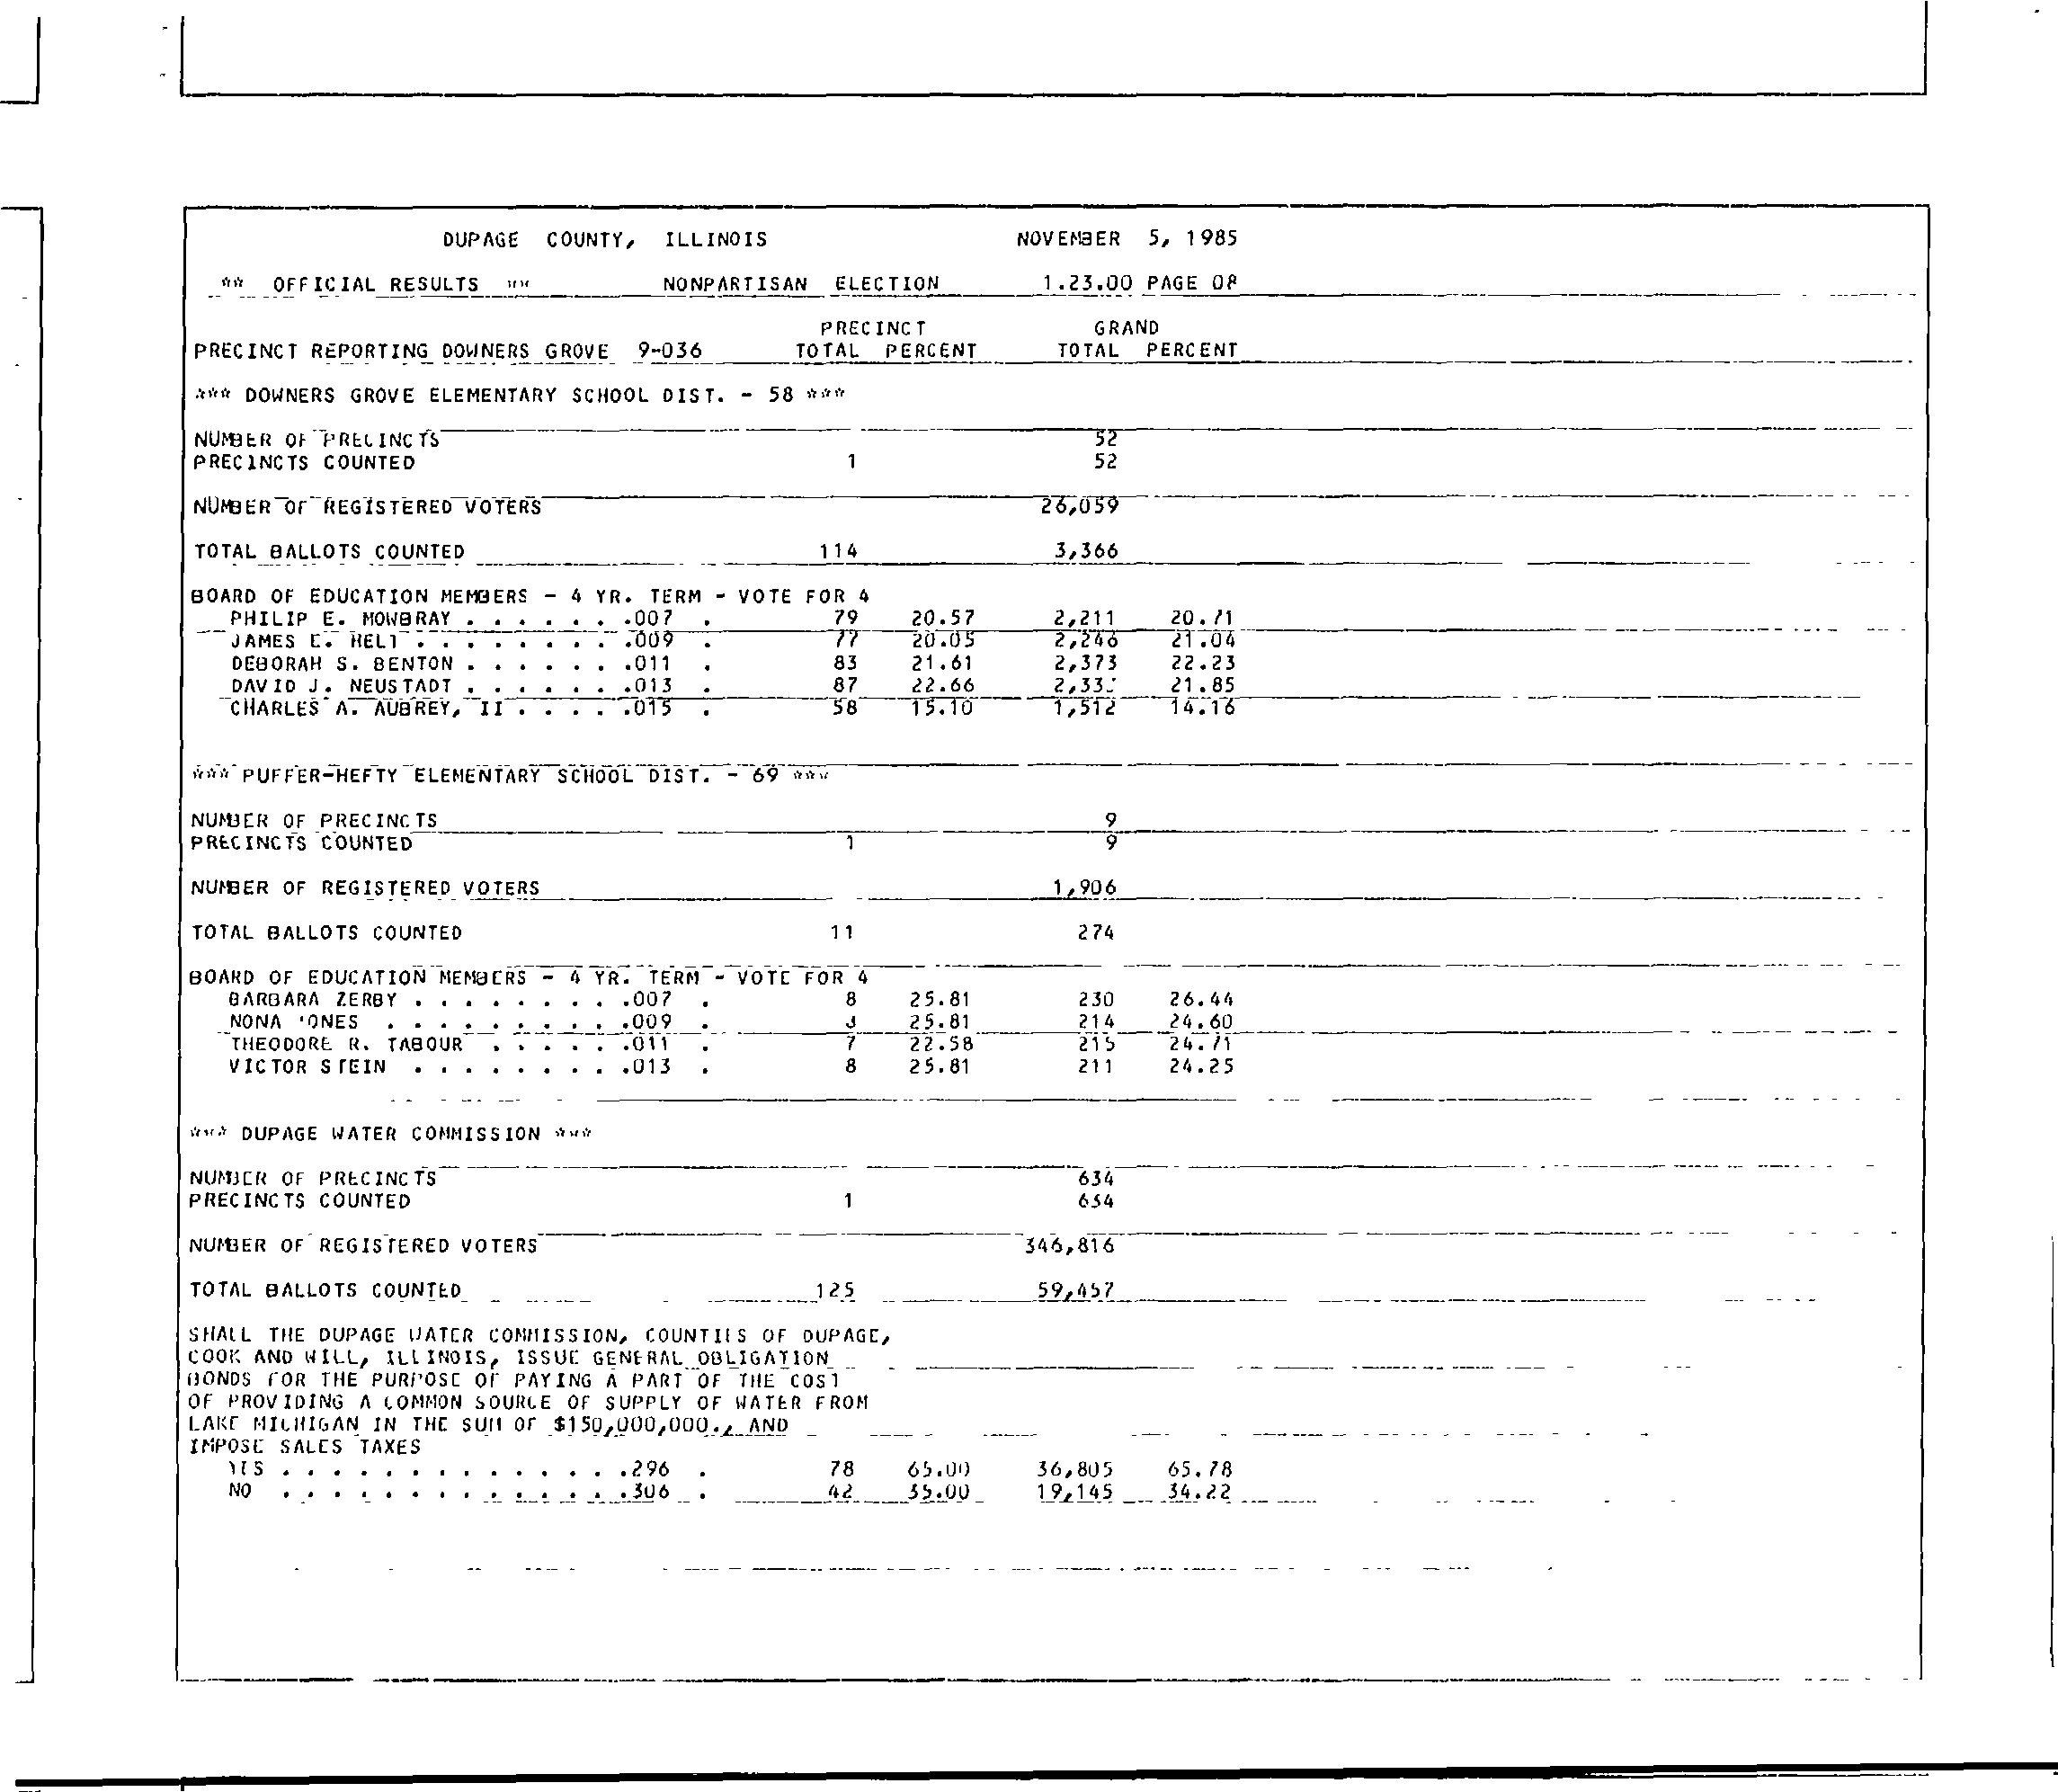 DUPAGE COUNTY, ILLINOIS NOVEMBER 5, 1985
** OFFICIAL RESULTS ** NONPARTISAN ELECTION 1.23.00 PAGE 08
PRECINCT GRAND
PRECINCT REPORTING DOWNERS GROVE 9-036 TOTAL PERCENT TOTAL PERCENT
*** DOWNERS GROVE ELEMENTARY SCHOOL DIST. - 58 ***
NUMBER OF PRECINCTS 52
PRECINCTS COUNTED 1 52
NUMBER OF REGISTERED VOTERS 26,059
TOTAL BALLOTS COUNTED 114 3,366
BOARD OF EDUCATION MEMBERS - 4 YR. TERM - VOTE FOR 4
PHILIP E. MOWBRAY . . . . . . .007 . 79 20.57 2,211 20.71
JAMES E. HELT . . . . . . . . .009 . 77 20.05 2,246 21.04
DEBORAH S. BENTON . . . . . . .011 . 83 21.61 2,373 22.23
DAVID J. NEUSTADT . . . . . . .013 . 87 22.66 21.85
CHARLES A. AUBREY, II . . . . .015 . 58 15.10 1,512 14.16
*** PUFFER-HEFTY ELEMENTARY SCHOOL DIST. - 69 ***
NUMBER OF PRECINCTS 9
PRECINCTS COUNTED 1 9
NUMBER OF REGISTERED VOTERS 1,906
TOTAL BALLOTS COUNTED 11 274
BOARD OF EDUCATION MEMBERS - 4 YR. TERM - VOTE FOR 4
BARBARA ZERBY . . . . . . . . .007 . 8 25.81 230 26.44
NONA . . . . . . . . . .009 . 25.81 214 24.60
THEODORE R. TABOUR . . . . . .011 . 7 22.58 215 24.71
VICTOR STEIN . . . . . . . . .013 . 8 25.81 211 24.25
*** DUPAGE WATER COMMISSION ***
NUMBER OF PRECINCTS 634
PRECINCTS COUNTED 1 634
NUMBER OF REGISTERED VOTERS 346,816
TOTAL BALLOTS COUNTED 125 59,457
SHALL THE DUPAGE WATER COMMISSION, COUNTIES OF DUPAGE,
COOK AND WILL, ILLINOIS, ISSUE GENERAL OBLIGATION
BONDS FOR THE PURPOSE OF PAYING A PART OF THE COST
OF PROVIDING A COMMON SOURCE OF SUPPLY OF WATER FROM
LAKE MICHIGAN IN THE SUM OF $150,000,000., AND
IMPOSE SALES TAXES
YES . . . . . . . . . . . . . .296 . 78 65.00 36,805 65.78
NO . . . . . . . . . . . . . .306 . 42 35.00 19,145 34.22